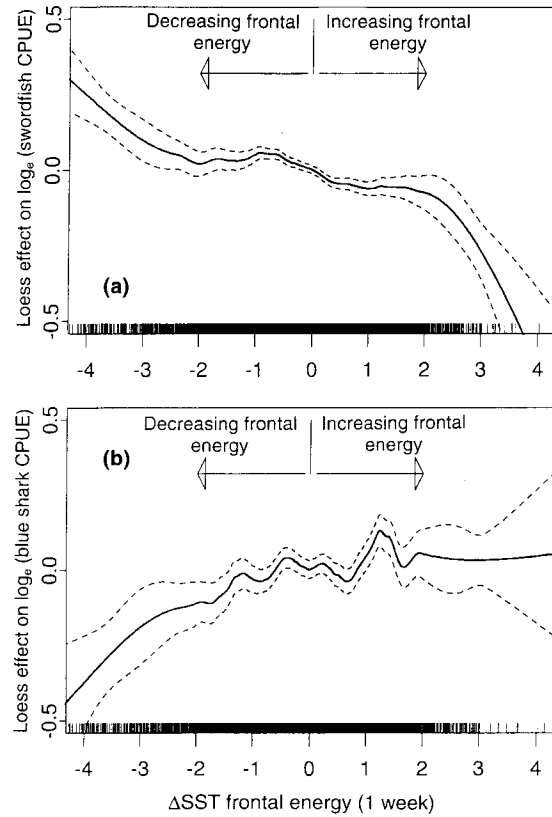 Decreasing frontal energy
Increasing frontal energy
Loess effect on logₑ (swordfish CPUE)
0.5
0.0
-0.5
(a)
-4 -3 -2 -1 0 1 2 3 4
Decreasing frontal energy
Increasing frontal energy
Loess effect on logₑ (blue shark CPUE)
0.5
0.0
-0.5
(b)
-4 -3 -2 -1 0 1 2 3 4
ΔSST frontal energy (1 week)